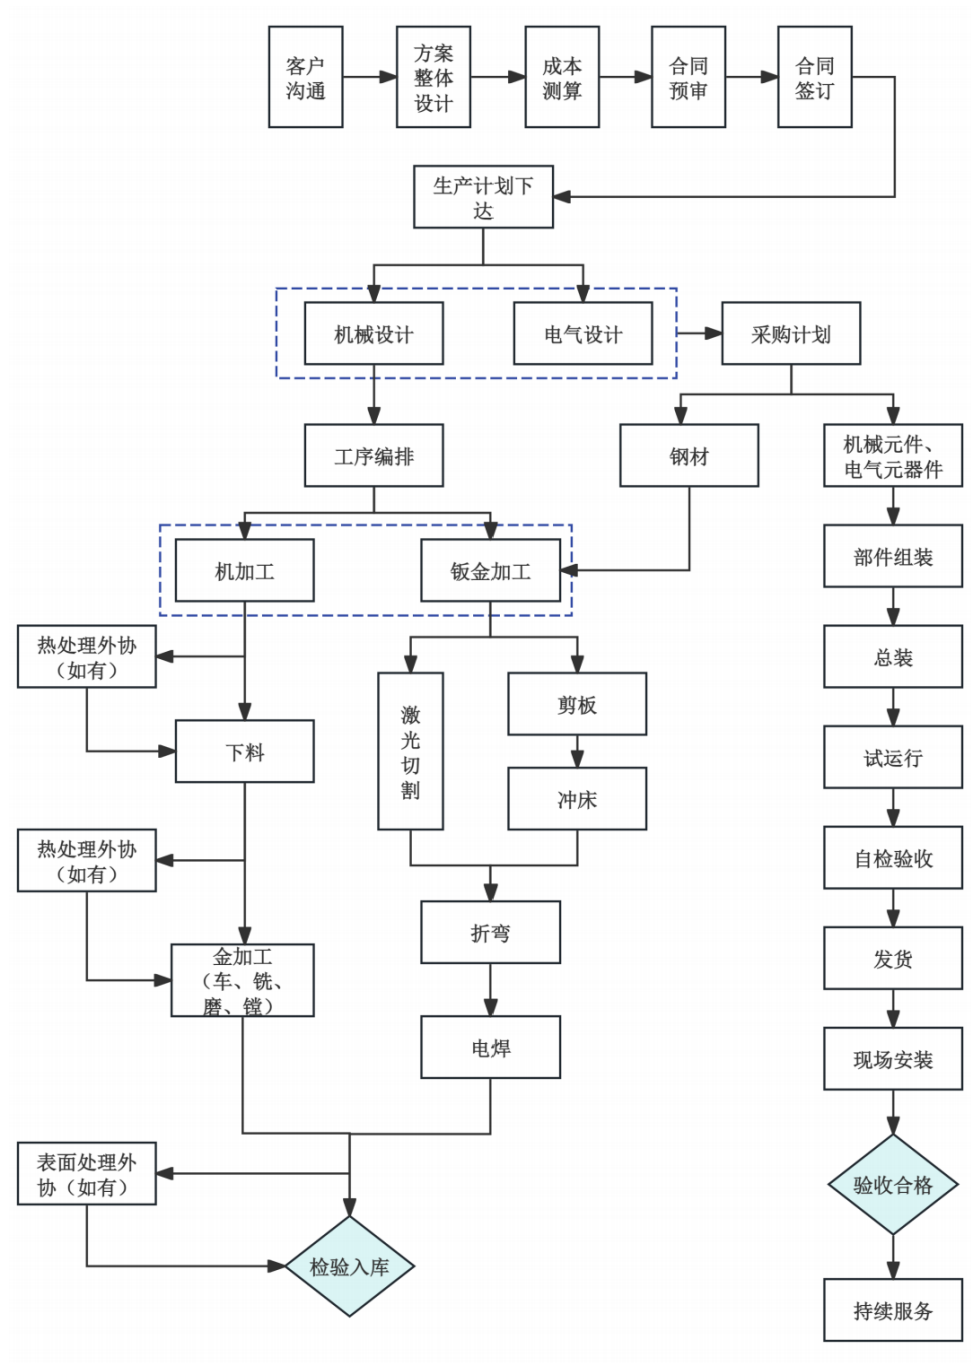 客户
沟通
方案
整体
设计
成本
测算
合同
预审
合同
签订
生产计划下
达
机械设计
电气设计
采购计划
工序编排
钢材
机械元件、
电气元器件
机加工
钣金加工
部件组装
热处理外协
（如有）
下料
激
光
切
割
剪板
冲床
总装
试运行
热处理外协
（如有）
金加工
（车、铣、
磨、镗）
折弯
电焊
自检验收
发货
现场安装
表面处理外
协（如有）
检验入库
验收合格
持续服务